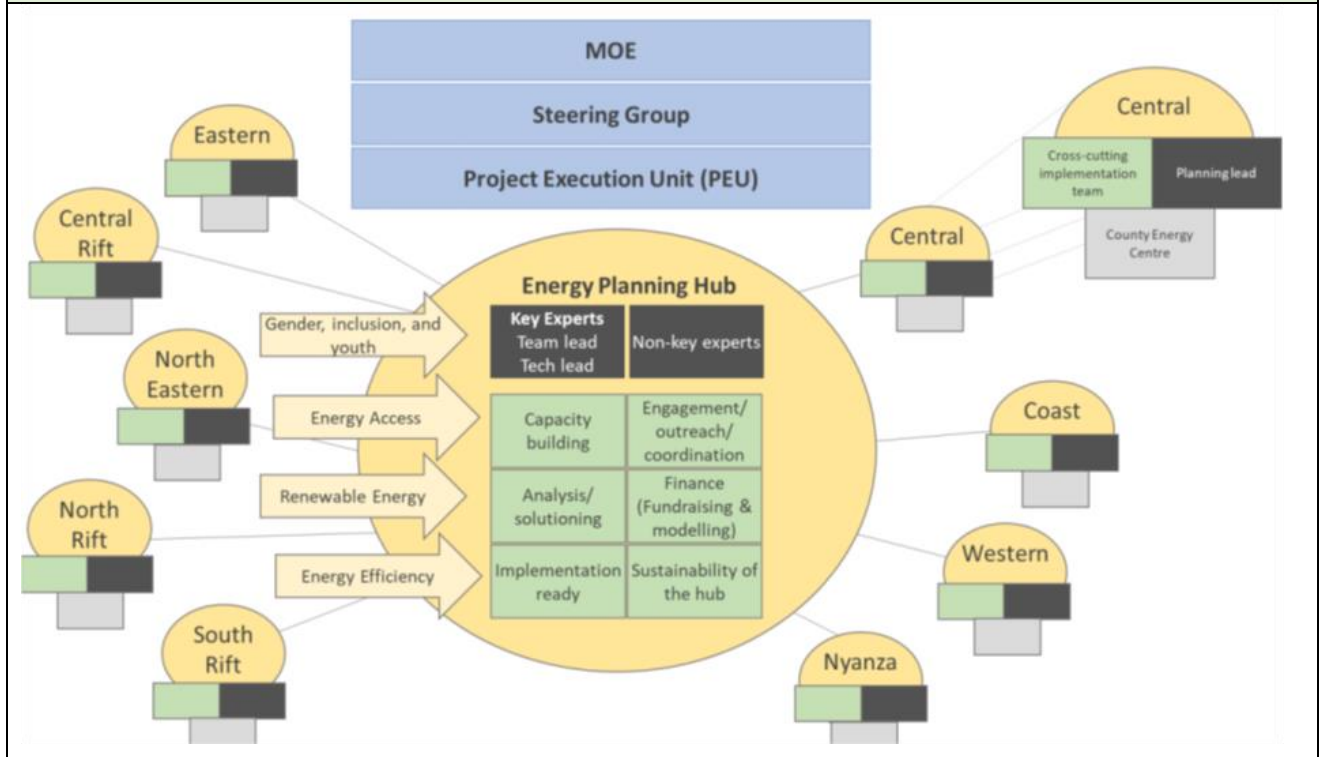 MOE
Steering Group
Project Execution Unit (PEU)
Eastern
Central
Rift
North
Eastern
North
Rift
South
Rift
Gender, inclusion, and
youth
Energy Access
Renewable Energy
Energy Efficiency
Energy Planning Hub
Key Experts
Team lead
Tech lead
Non-key experts
Capacity
building
Engagement/
outreach/
coordination
Analysis/
solutioning
Finance
(Fundraising &
modelling)
Implementation
ready
Sustainability of
the hub
Central
Central
Cross-cutting
implementation
team
Planning lead
County Energy
Centre
Coast
Western
Nyanza